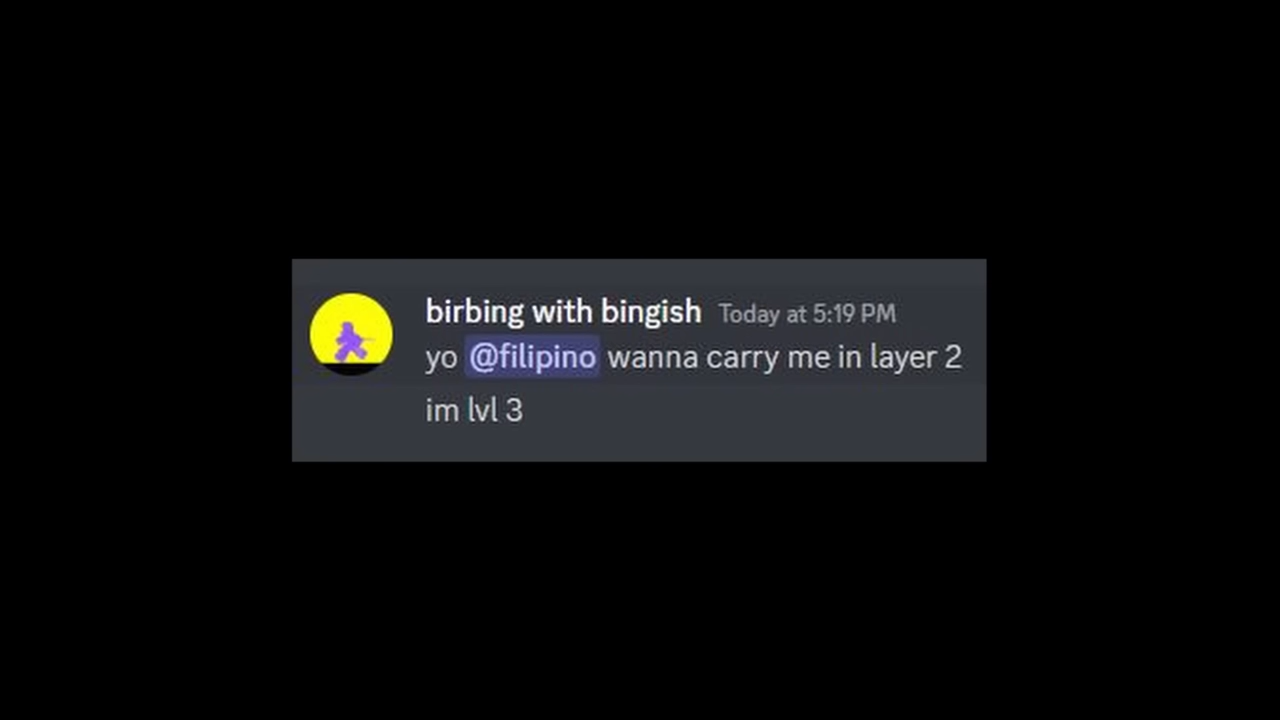 birbing with bingish Today at 5:19 PM
yo @filipino wanna carry me in layer 2
im lvl 3